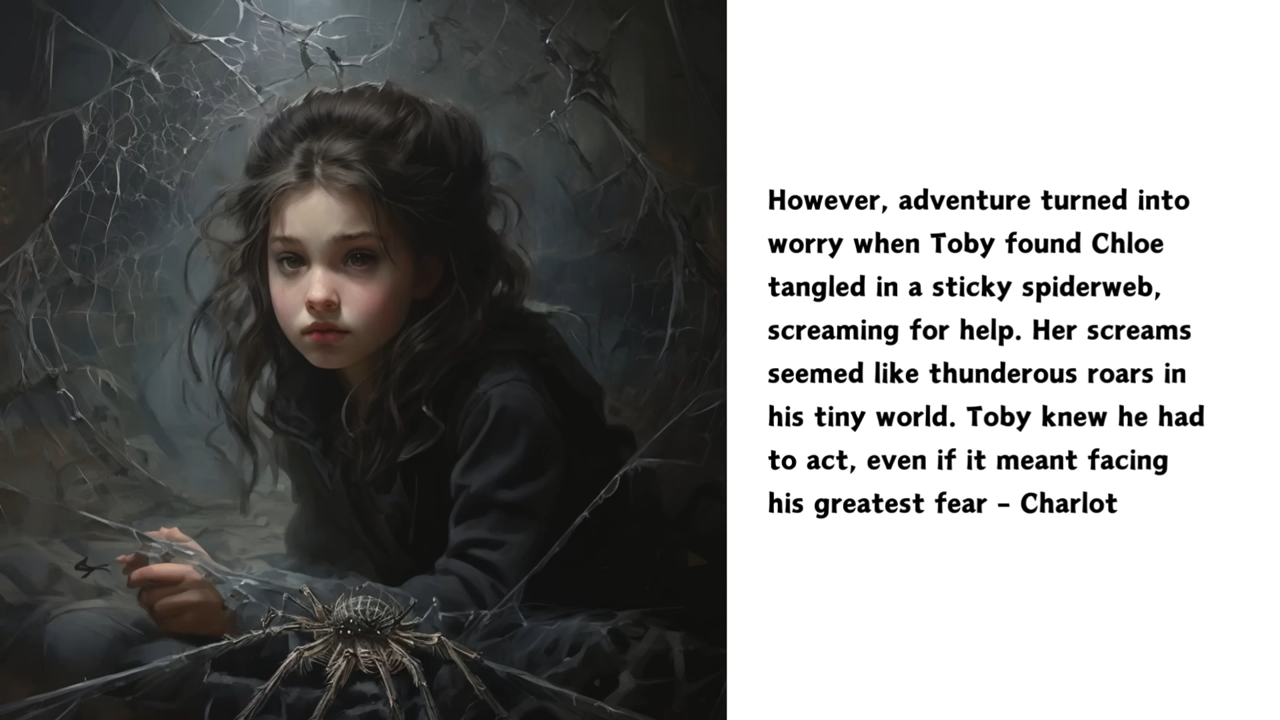 However, adventure turned into
worry when Toby found Chloe
tangled in a sticky spiderweb,
screaming for help. Her screams
seemed like thunderous roars in
his tiny world. Toby knew he had
to act, even if it meant facing
his greatest fear – Charlot